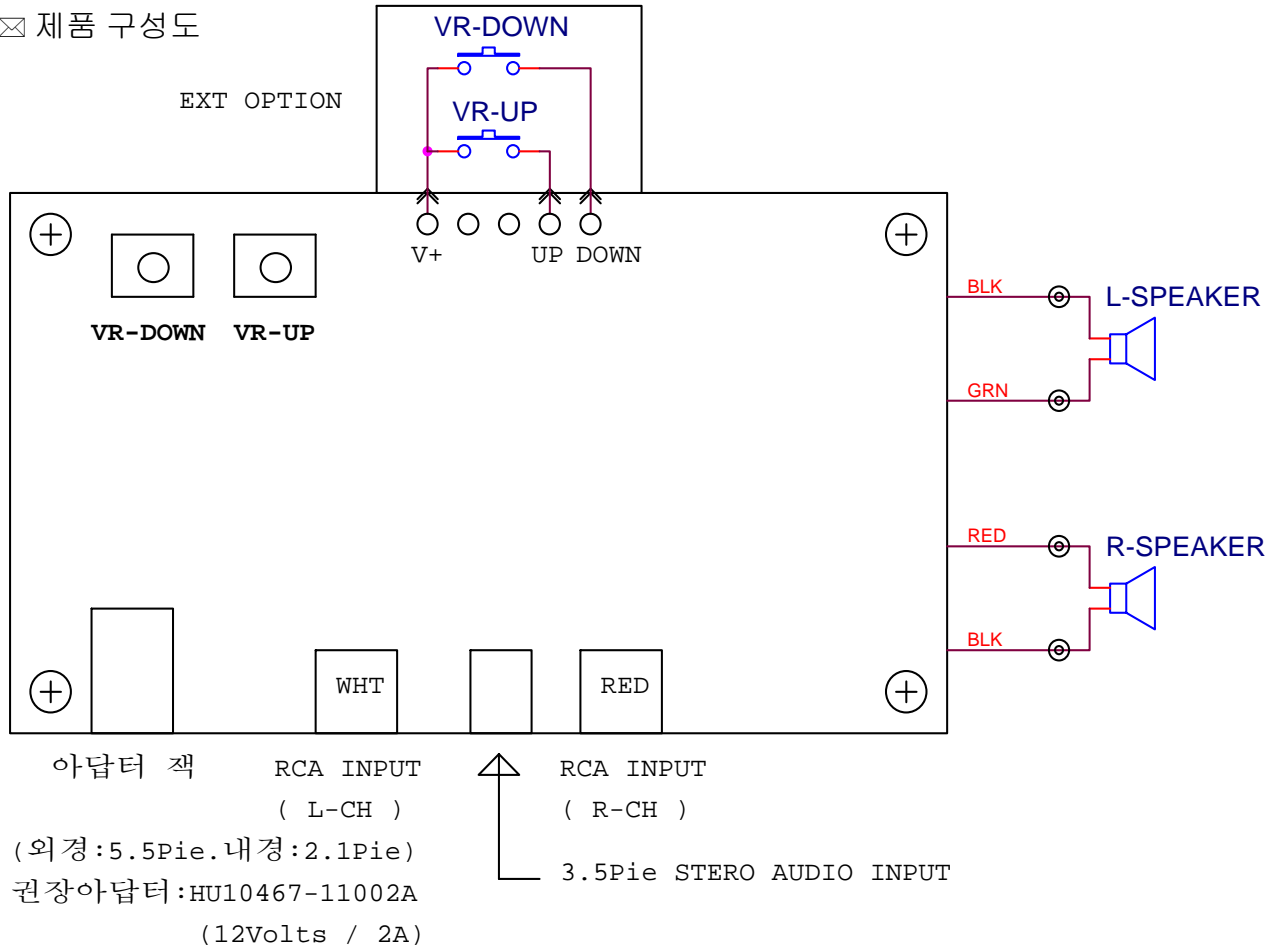 ✉ 제품 구성도
VR-DOWN
EXT OPTION
VR-UP
V+ UP DOWN
VR-DOWN VR-UP
BLK
L-SPEAKER
GRN
RED
R-SPEAKER
BLK
WHT
RED
아답터 잭
RCA INPUT
( L-CH )
RCA INPUT
( R-CH )
(외경:5.5Pie.내경:2.1Pie)
3.5Pie STERO AUDIO INPUT
권장아답터:HU10467-11002A
(12Volts / 2A)